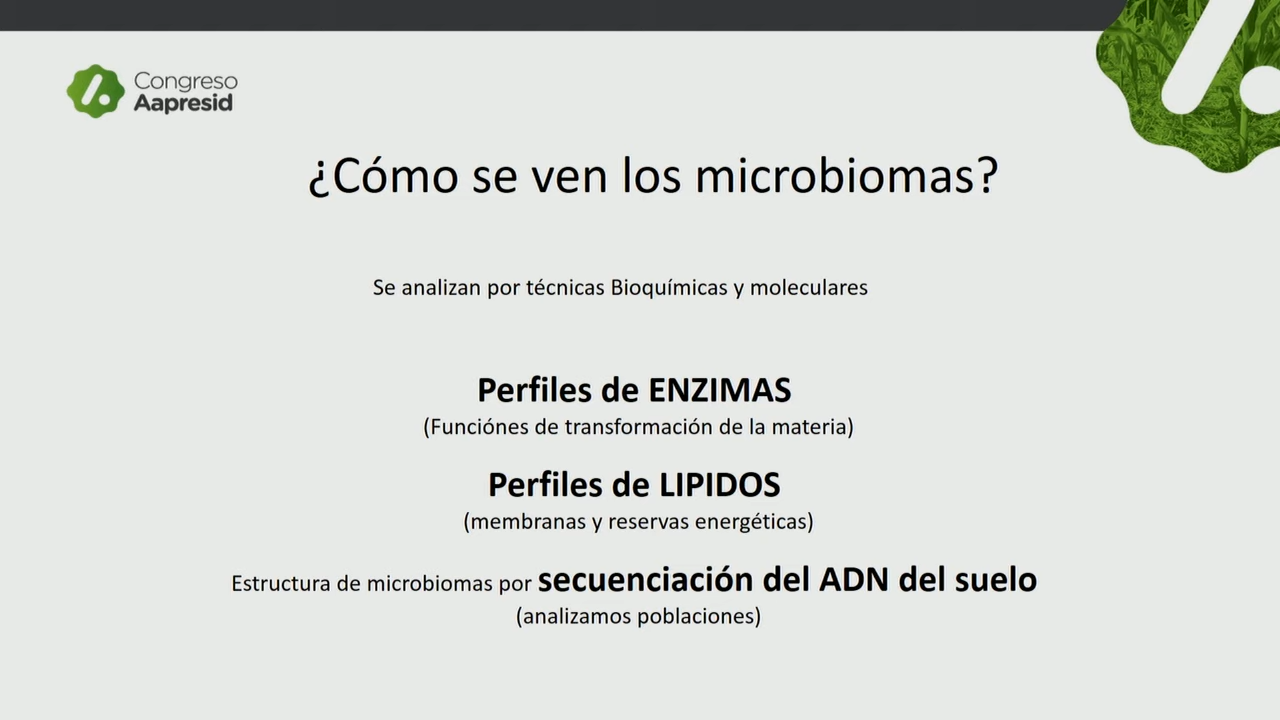 Congreso
Aapresid
¿Cómo se ven los microbiomas?
Se analizan por técnicas Bioquímicas y moleculares
Perfiles de ENZIMAS
(Funciónes de transformación de la materia)
Perfiles de LIPIDOS
(membranas y reservas energéticas)
Estructura de microbiomas por secuenciación del ADN del suelo
(analizamos poblaciones)